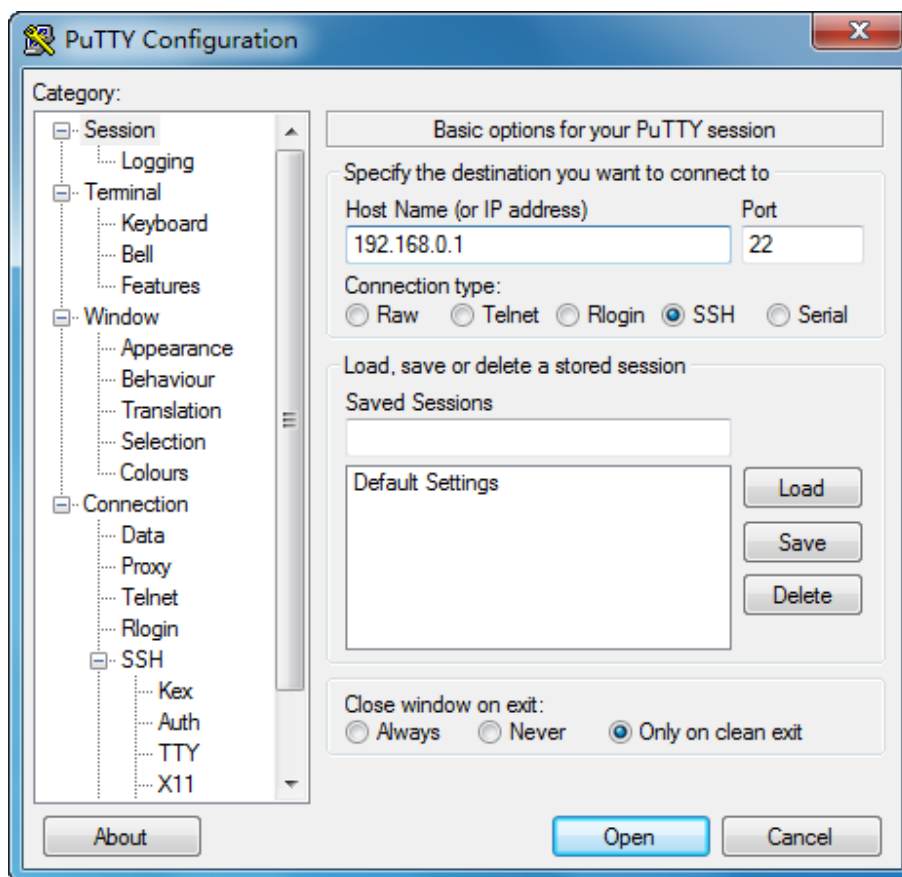 PuTTY Configuration
Category:
Session
Logging
Terminal
Keyboard
Bell
Features
Window
Appearance
Behaviour
Translation
Selection
Colours
Connection
Data
Proxy
Telnet
Rlogin
SSH
Kex
Auth
TTY
X11
Basic options for your PuTTY session
Specify the destination you want to connect to
Host Name (or IP address) Port
192.168.0.1 22
Connection type:
Raw Telnet Rlogin SSH Serial
Load, save or delete a stored session
Saved Sessions
Default Settings
Load
Save
Delete
Close window on exit:
Always Never Only on clean exit
About Open Cancel